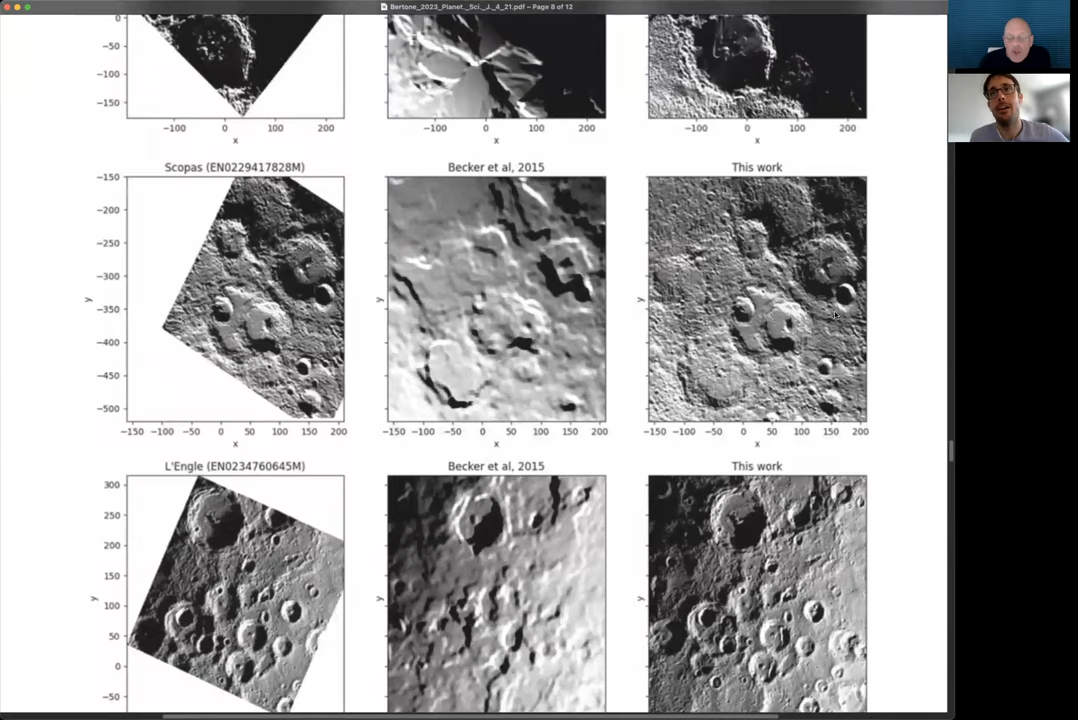 Bertone_2023_Planet._Sci._J._4_21.pdf – Page 8 of 12
0
−50
−100
−150
−100 0 100 200
x
−100 0 100 200
x
−100 0 100 200
x
Scopas (EN0229417828M)
Becker et al, 2015
This work
−150
−200
−250
−300
−350
−400
−450
−500
y
y
y
−150 −100 −50 0 50 100 150 200
x
−150 −100 −50 0 50 100 150 200
x
−150 −100 −50 0 50 100 150 200
x
L'Engle (EN0234760645M)
Becker et al, 2015
This work
300
250
200
150
100
50
0
−50
y
y
y